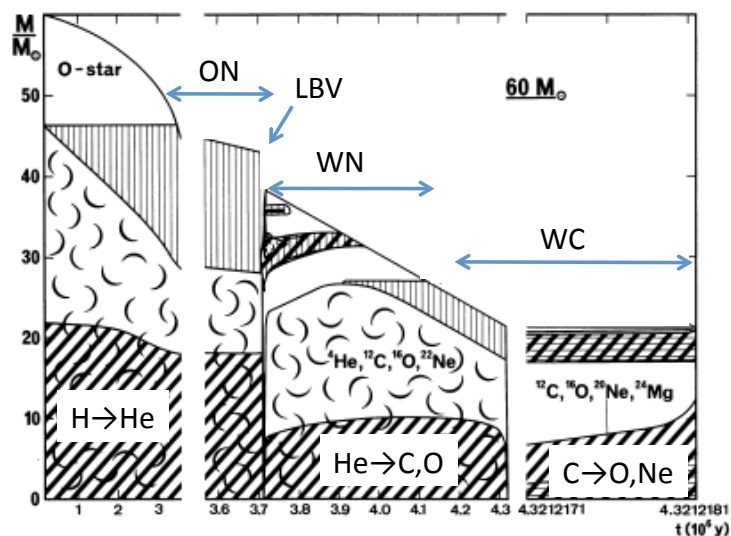 M
M☉
O-star
ON
LBV
60 M☉
50
WN
40
WC
30
20
⁴He,¹²C,¹⁶O,²²Ne
¹²C,¹⁶O,²⁰Ne,²⁴Mg
10
H→He
He→C,O
C→O,Ne
0
1 2 3 3.6 3.7 3.8 3.9 4.0 4.1 4.2 4.3 4.3212171 4.3212181
t (10⁶ y)